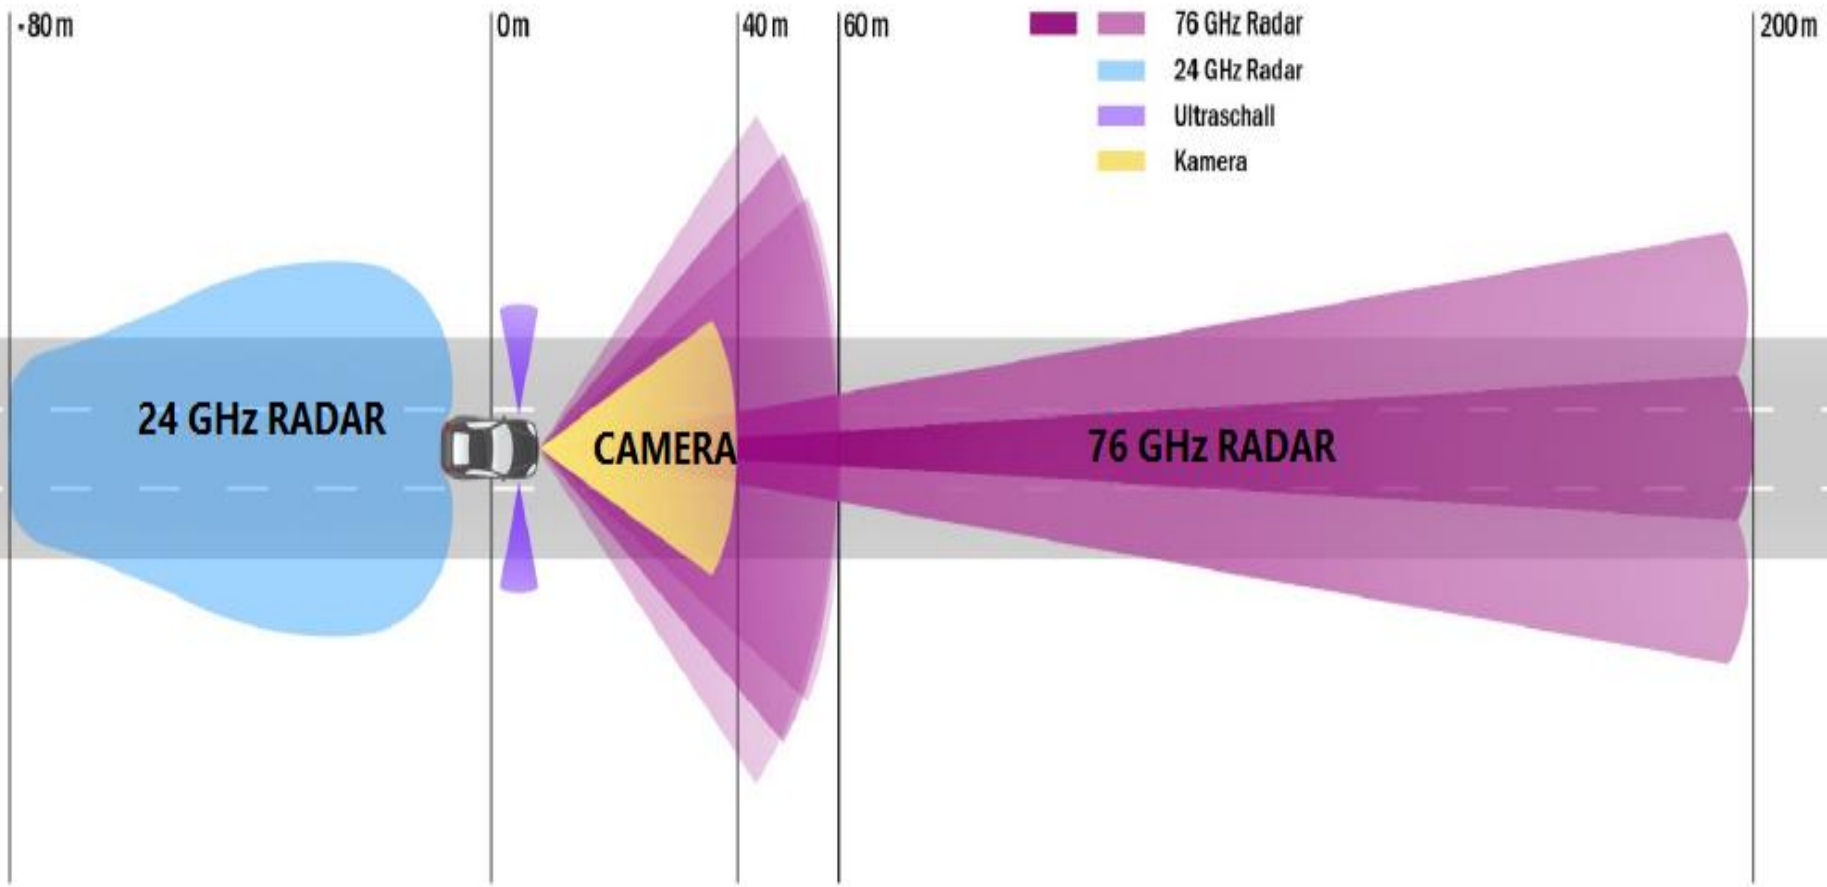 -80 m
0 m
40 m
60 m
200 m
76 GHz Radar
24 GHz Radar
Ultraschall
Kamera
24 GHz RADAR
CAMERA
76 GHz RADAR